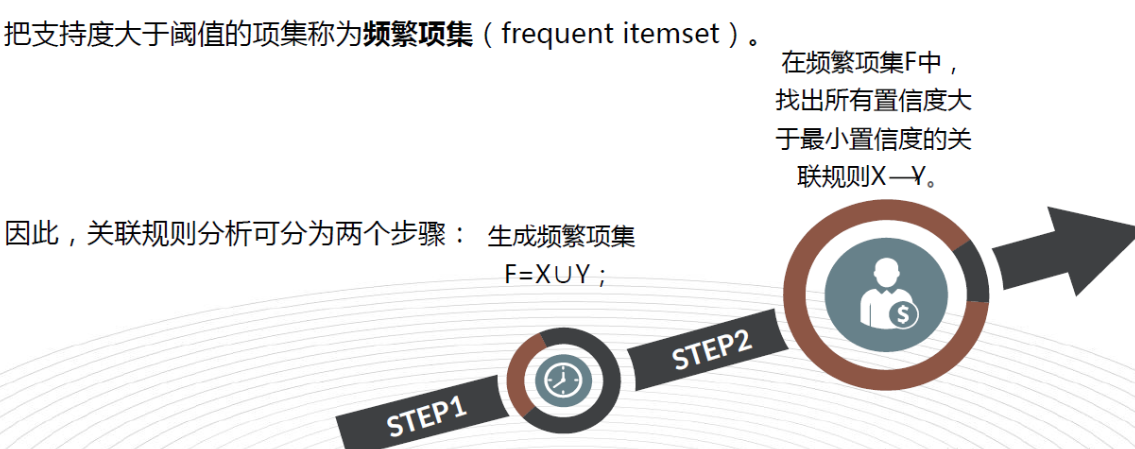 把支持度大于阈值的项集称为频繁项集（frequent itemset）。
在频繁项集F中，
找出所有置信度大
于最小置信度的关
联规则X—Y。
因此，关联规则分析可分为两个步骤：
生成频繁项集
F=X∪Y；
STEP1
STEP2
$